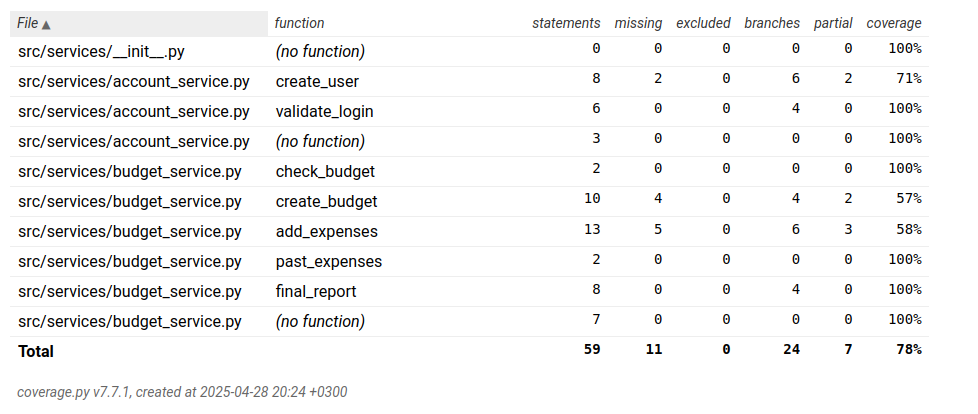 File ▲ function statements missing excluded branches partial coverage
src/services/__init__.py (no function) 0 0 0 0 0 100%
src/services/account_service.py create_user 8 2 0 6 2 71%
src/services/account_service.py validate_login 6 0 0 4 0 100%
src/services/account_service.py (no function) 3 0 0 0 0 100%
src/services/budget_service.py check_budget 2 0 0 0 0 100%
src/services/budget_service.py create_budget 10 4 0 4 2 57%
src/services/budget_service.py add_expenses 13 5 0 6 3 58%
src/services/budget_service.py past_expenses 2 0 0 0 0 100%
src/services/budget_service.py final_report 8 0 0 4 0 100%
src/services/budget_service.py (no function) 7 0 0 0 0 100%
Total 59 11 0 24 7 78%
coverage.py v7.7.1, created at 2025-04-28 20:24 +0300